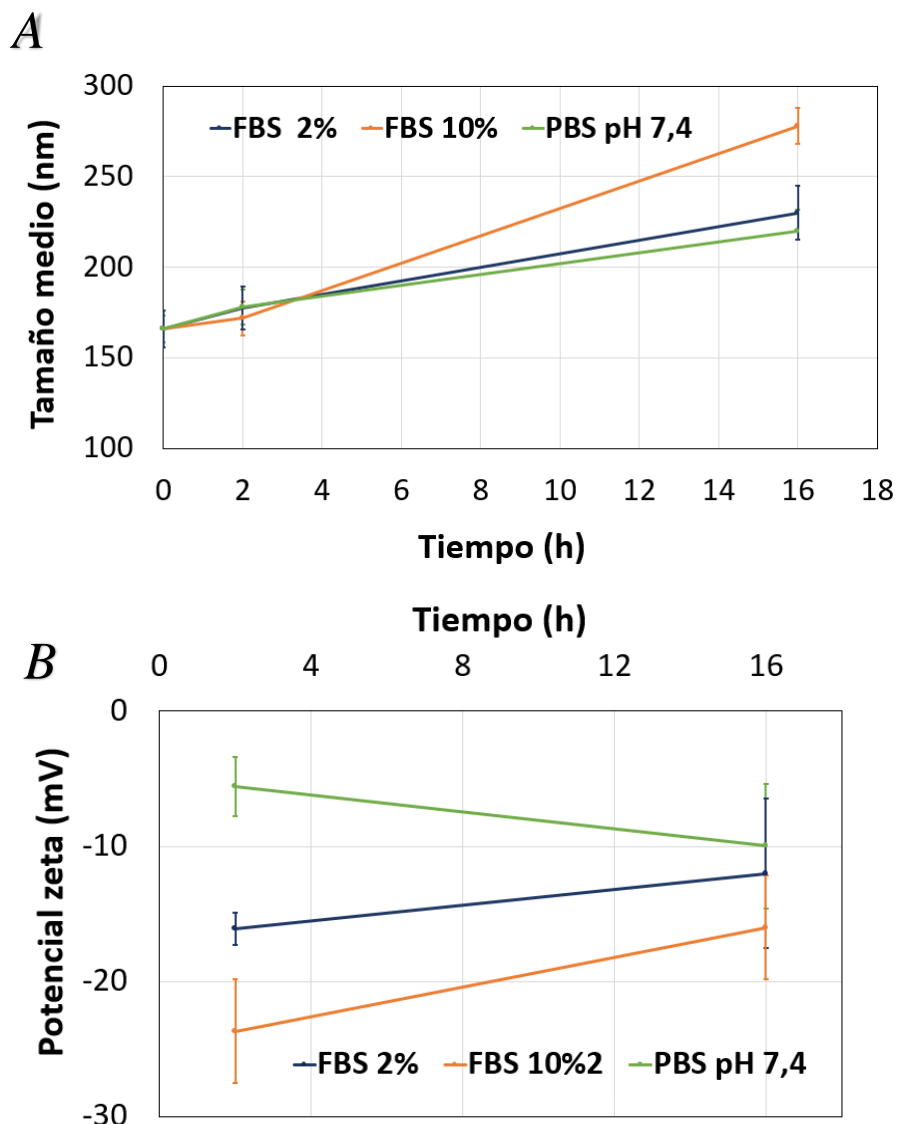 A
300
FBS 2% FBS 10% PBS pH 7,4
250
200
150
100
Tamaño medio (nm)
0 2 4 6 8 10 12 14 16 18
Tiempo (h)
Tiempo (h)
B
0 4 8 12 16
0
-10
-20
-30
Potencial zeta (mV)
FBS 2% FBS 10%2 PBS pH 7,4